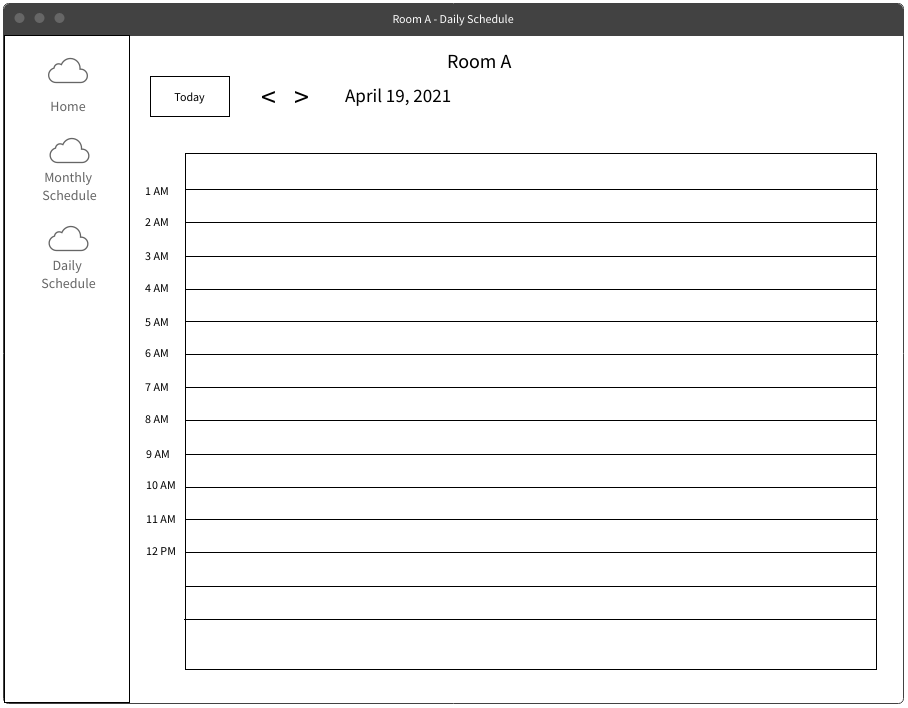 Room A - Daily Schedule
Home
Monthly
Schedule
Daily
Schedule
Room A
Today
< >
April 19, 2021
1 AM
2 AM
3 AM
4 AM
5 AM
6 AM
7 AM
8 AM
9 AM
10 AM
11 AM
12 PM